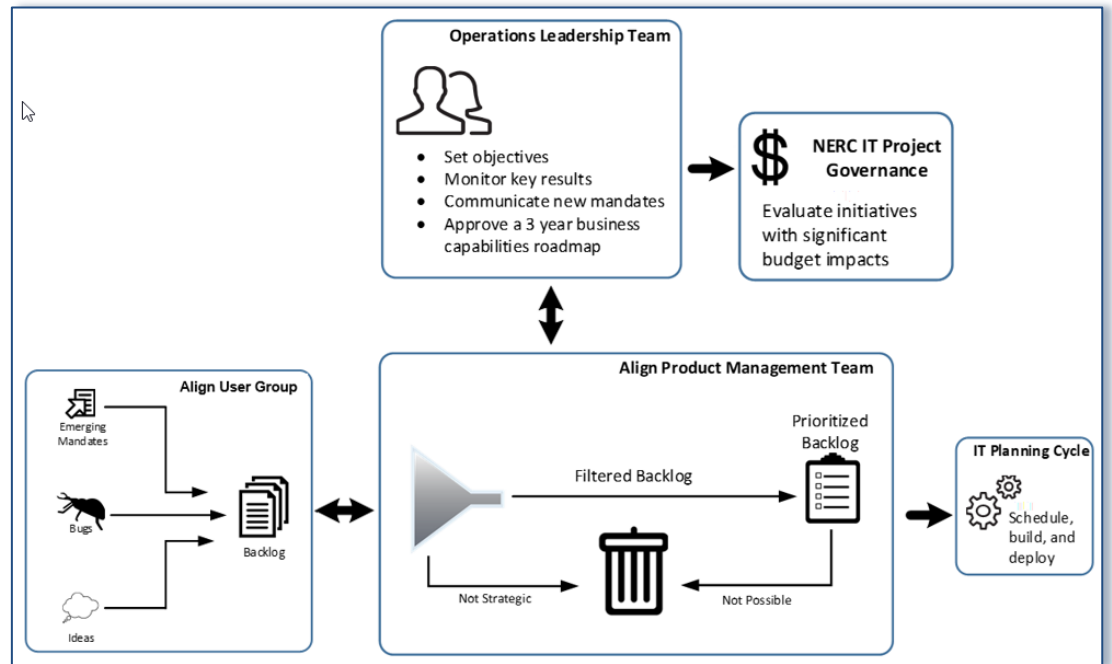 Operations Leadership Team
• Set objectives
• Monitor key results
• Communicate new mandates
• Approve a 3 year business
capabilities roadmap
$
NERC IT Project
Governance
Evaluate initiatives
with significant
budget impacts
Align User Group
Emerging
Mandates
Bugs
Ideas
Backlog
Align Product Management Team
Filtered Backlog
Prioritized
Backlog
Not Strategic
Not Possible
IT Planning Cycle
Schedule,
build, and
deploy